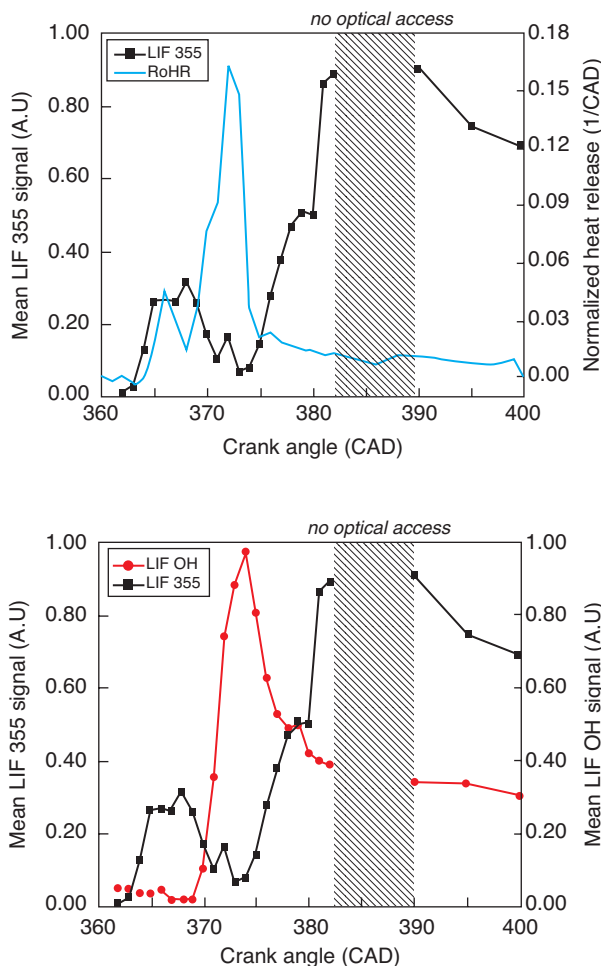 no optical access
1.00
0.80
0.60
0.40
0.20
0.00
Mean LIF 355 signal (A.U)
LIF 355
RoHR
0.18
0.15
0.12
0.09
0.06
0.03
0.00
Normalized heat release (1/CAD)
360
370
380
390
400
Crank angle (CAD)
no optical access
1.00
0.80
0.60
0.40
0.20
0.00
Mean LIF 355 signal (A.U)
LIF OH
LIF 355
1.00
0.80
0.60
0.40
0.20
0.00
Mean LIF OH signal (A.U)
360
370
380
390
400
Crank angle (CAD)